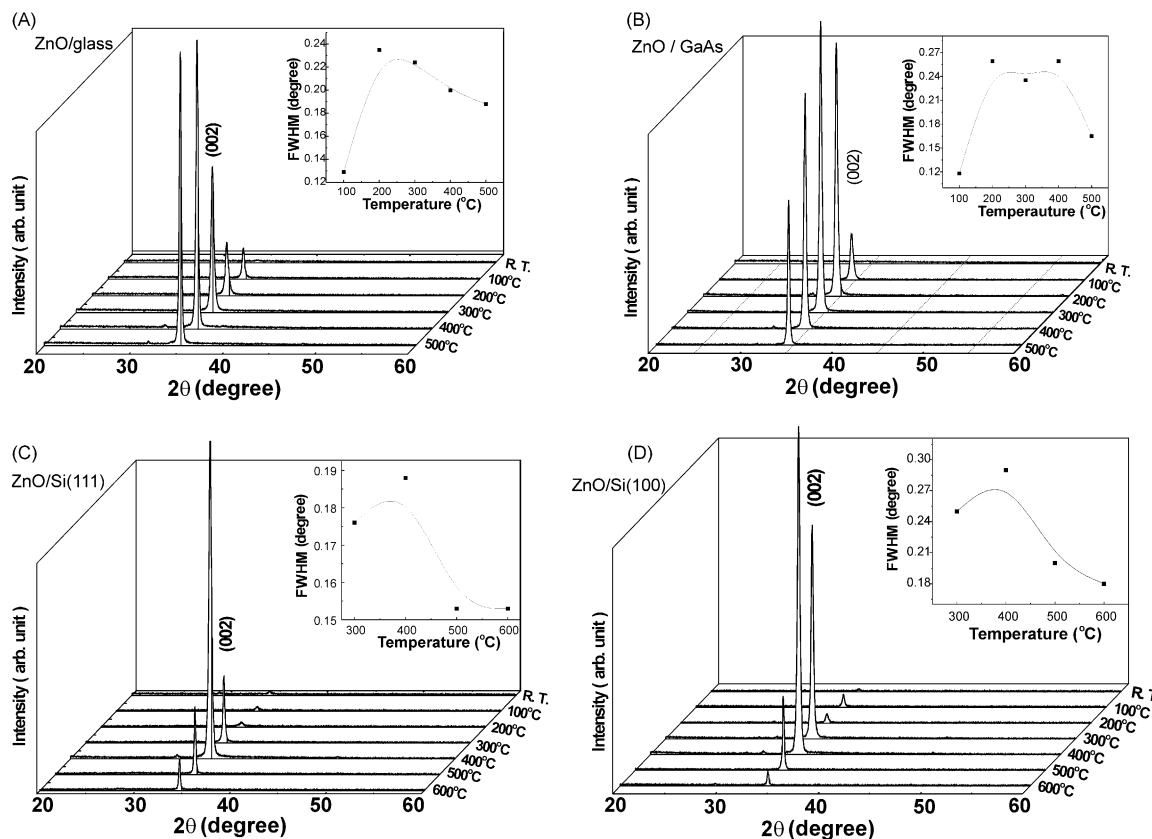 (A)
ZnO/glass
0.24
0.22
0.20
0.18
0.16
0.14
0.12
FWHM (degree)
100 200 300 400 500
Temperature (°C)
(002)
Intensity ( arb. unit )
R. T.
100°C
200°C
300°C
400°C
500°C
20 30 40 50 60
2θ (degree)
(B)
ZnO / GaAs
0.27
0.24
0.21
0.18
0.15
0.12
FWHM (degree)
100 200 300 400 500
Temperauture (°C)
(002)
Intensity ( arb. unit )
R. T.
100°C
200°C
300°C
400°C
500°C
20 30 40 50 60
2θ (degree)
(C)
ZnO/Si(111)
0.19
0.18
0.17
0.16
0.15
FWHM (degree)
300 400 500 600
Temperature (°C)
(002)
Intensity ( arb. unit )
R. T.
100°C
200°C
300°C
400°C
500°C
600°C
20 30 40 50 60
2θ (degree)
(D)
ZnO/Si(100)
0.30
0.27
0.24
0.21
0.18
FWHM (degree)
300 400 500 600
Temperature (°C)
(002)
Intensity ( arb. unit )
R. T.
100°C
200°C
300°C
400°C
500°C
600°C
20 30 40 50 60
2θ (degree)